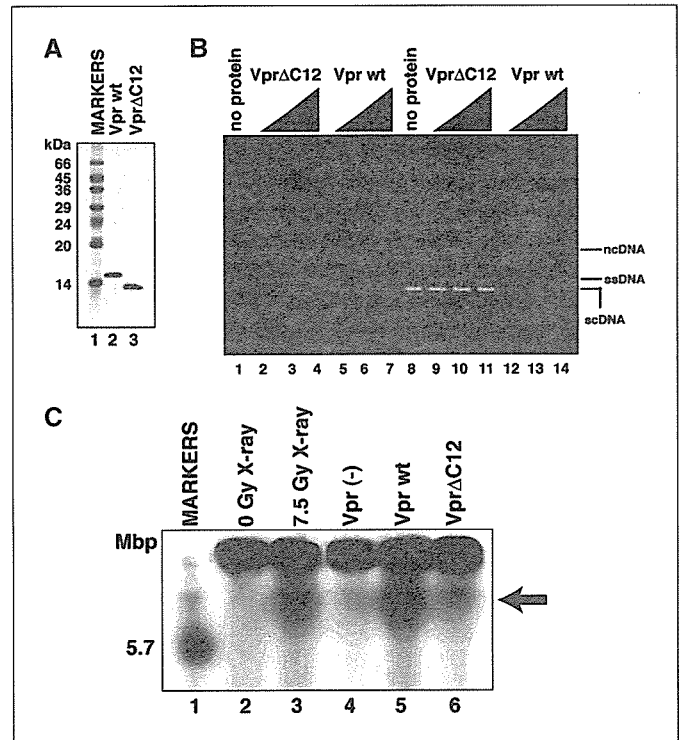 A
MARKERS
Vpr wt
VprΔC12
kDa
66
45
36
29
24
20
14
1 2 3
B
no protein
VprΔC12
Vpr wt
no protein
VprΔC12
Vpr wt
ncDNA
ssDNA
scDNA
1 2 3 4 5 6 7 8 9 10 11 12 13 14
C
MARKERS
0 Gy X-ray
7.5 Gy X-ray
Vpr (-)
Vpr wt
VprΔC12
Mbp
5.7
1 2 3 4 5 6